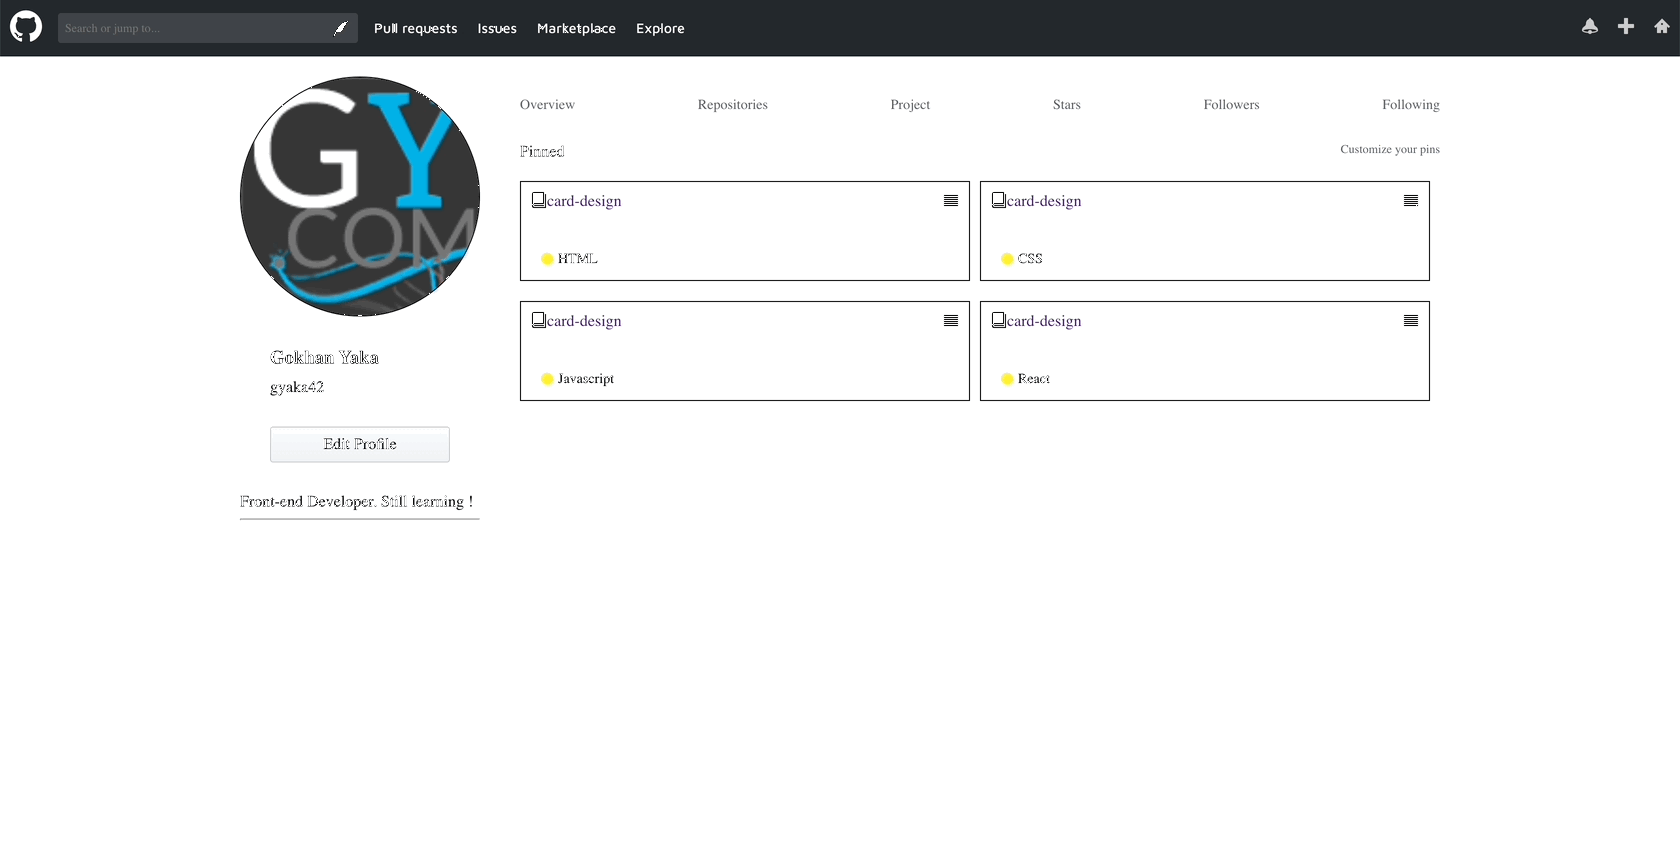 Search or jump to...
Pull requests Issues Marketplace Explore
GY
COM
Gokhan Yaka
gyaka42
Edit Profile
Front-end Developer. Still learning !
Overview Repositories Project Stars Followers Following
Pinned Customize your pins
card-design
HTML
card-design
CSS
card-design
Javascript
card-design
React